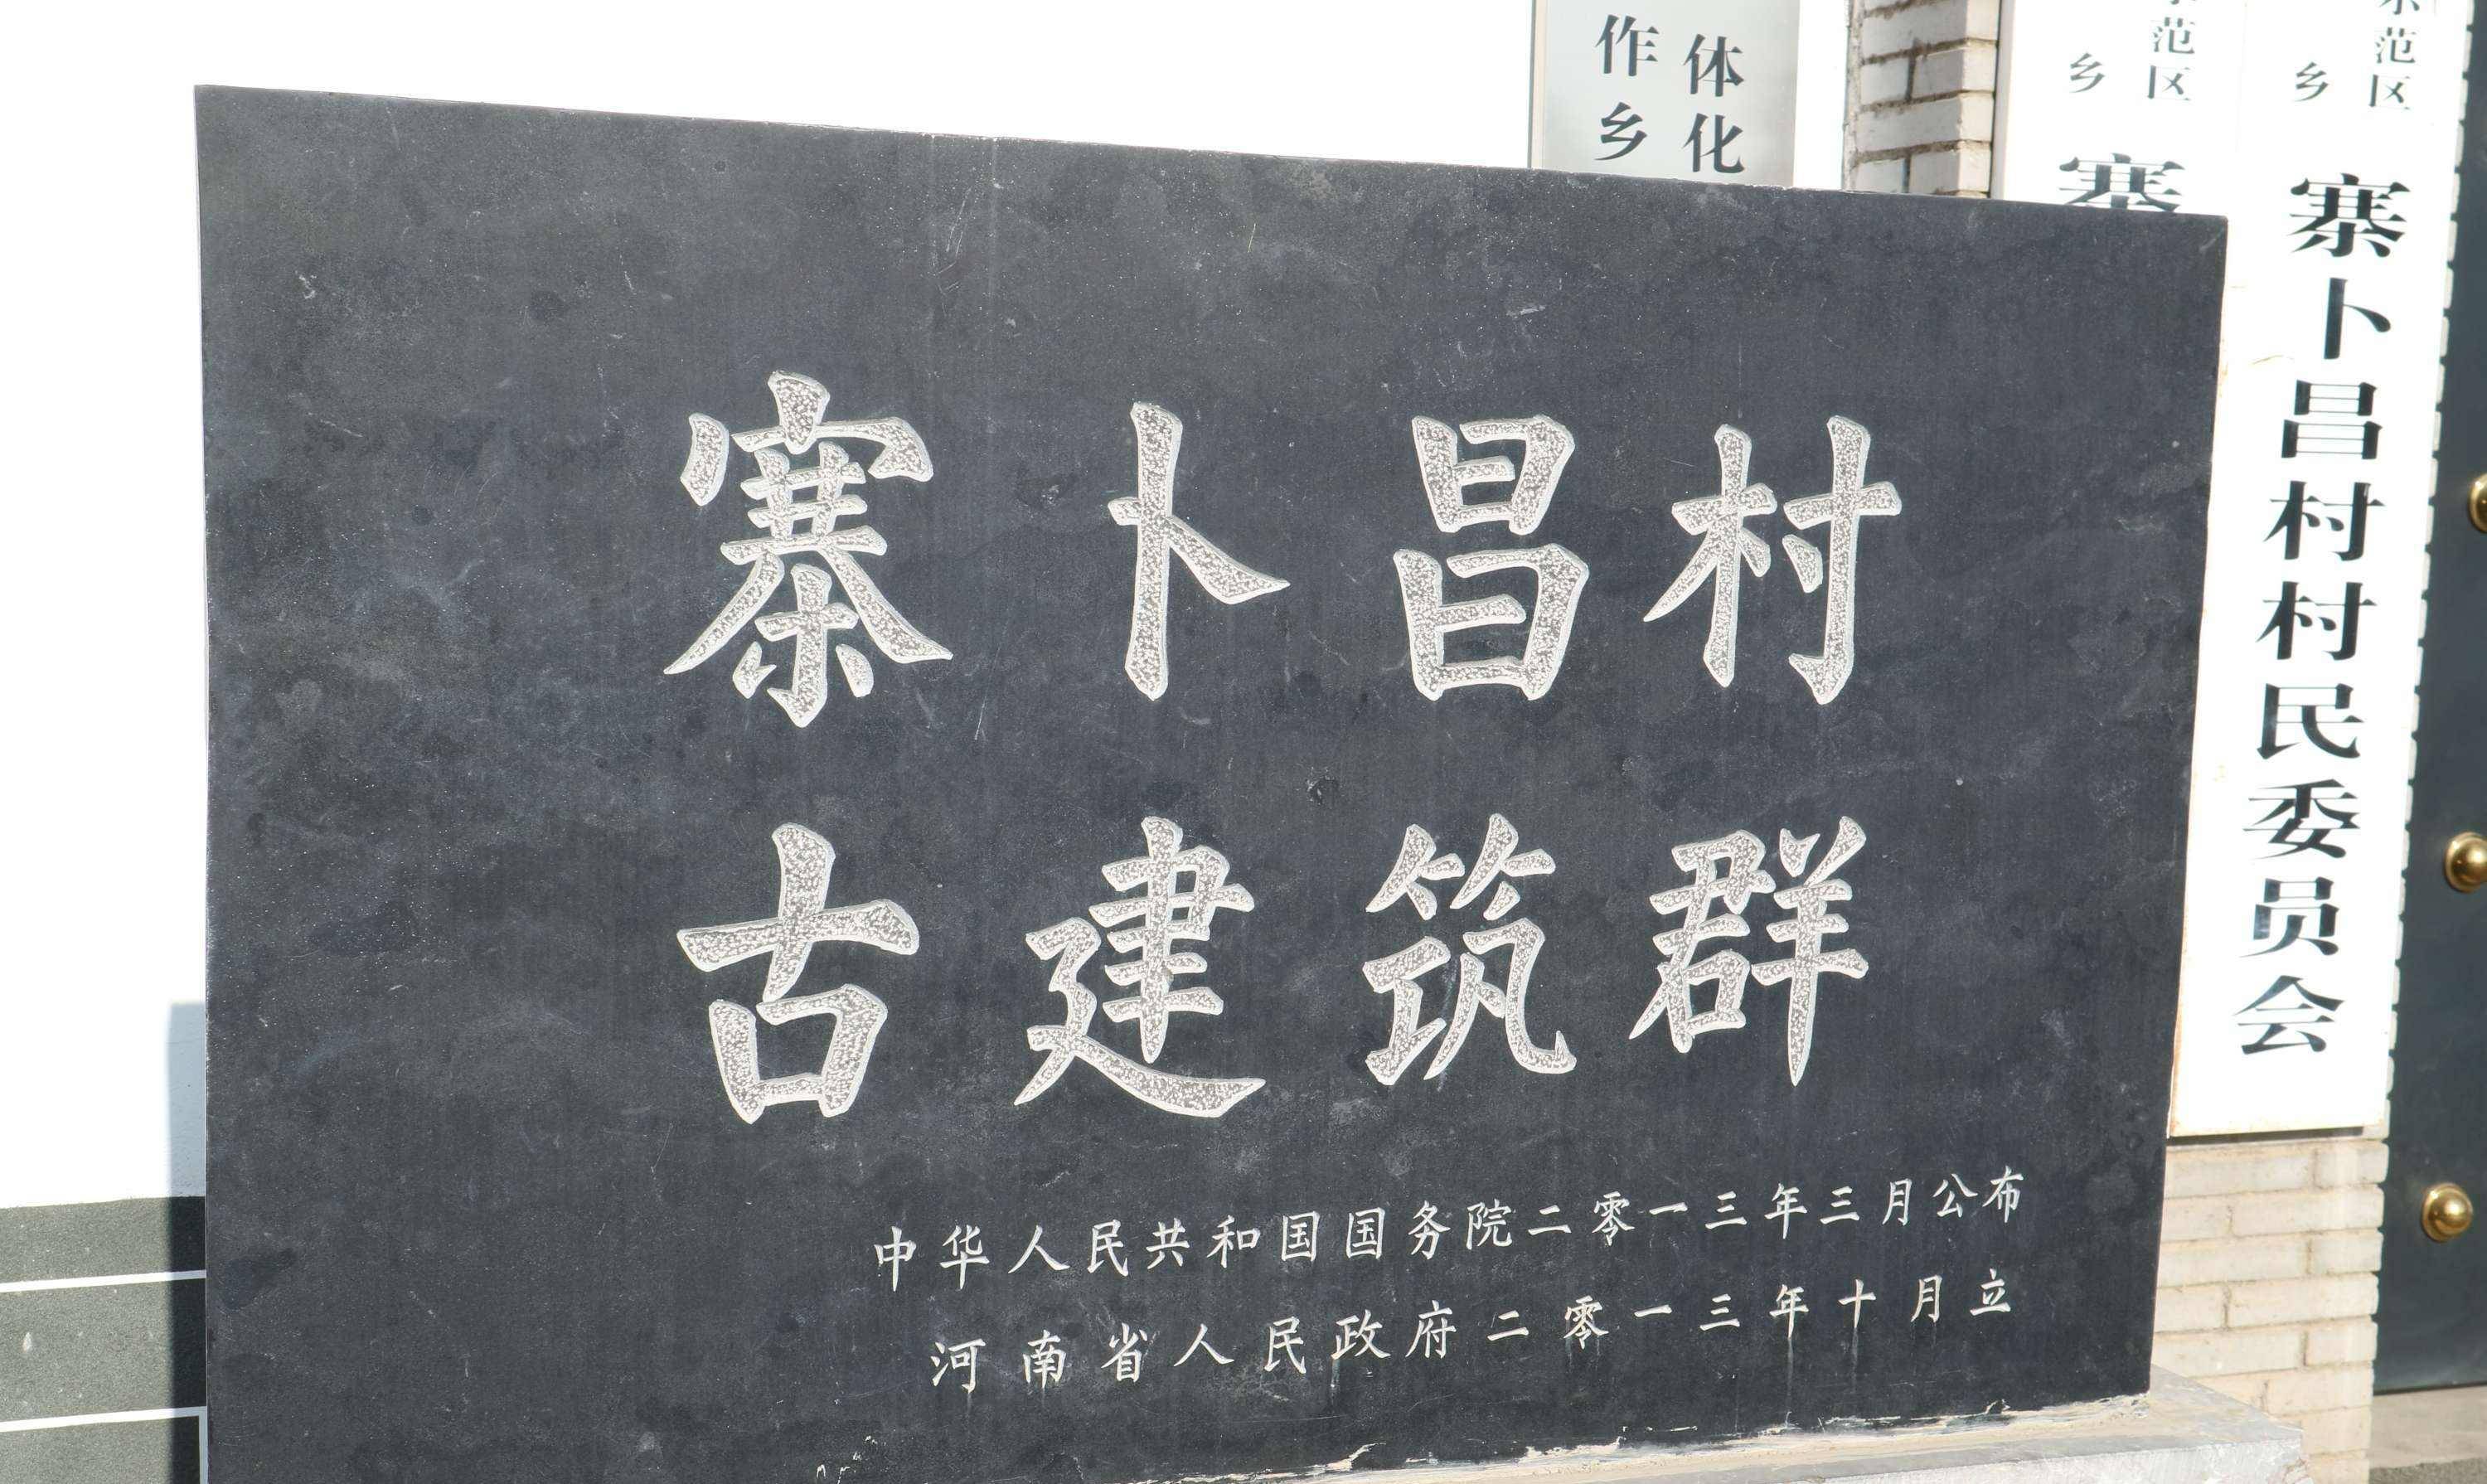 寨卜昌村
古建筑群
中华人民共和国国务院二零一三年三月公布
河南省人民政府二零一三年十月立
体化
作乡
范区
乡
寨
范区
乡
寨卜昌村村民委员会